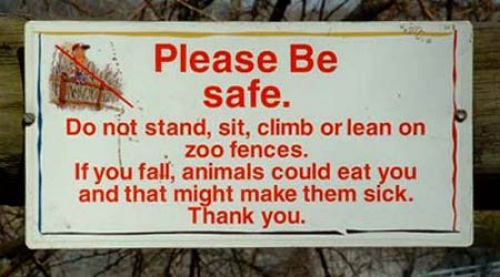 Please Be
safe.
Do not stand, sit, climb or lean on
zoo fences.
If you fall, animals could eat you
and that might make them sick.
Thank you.